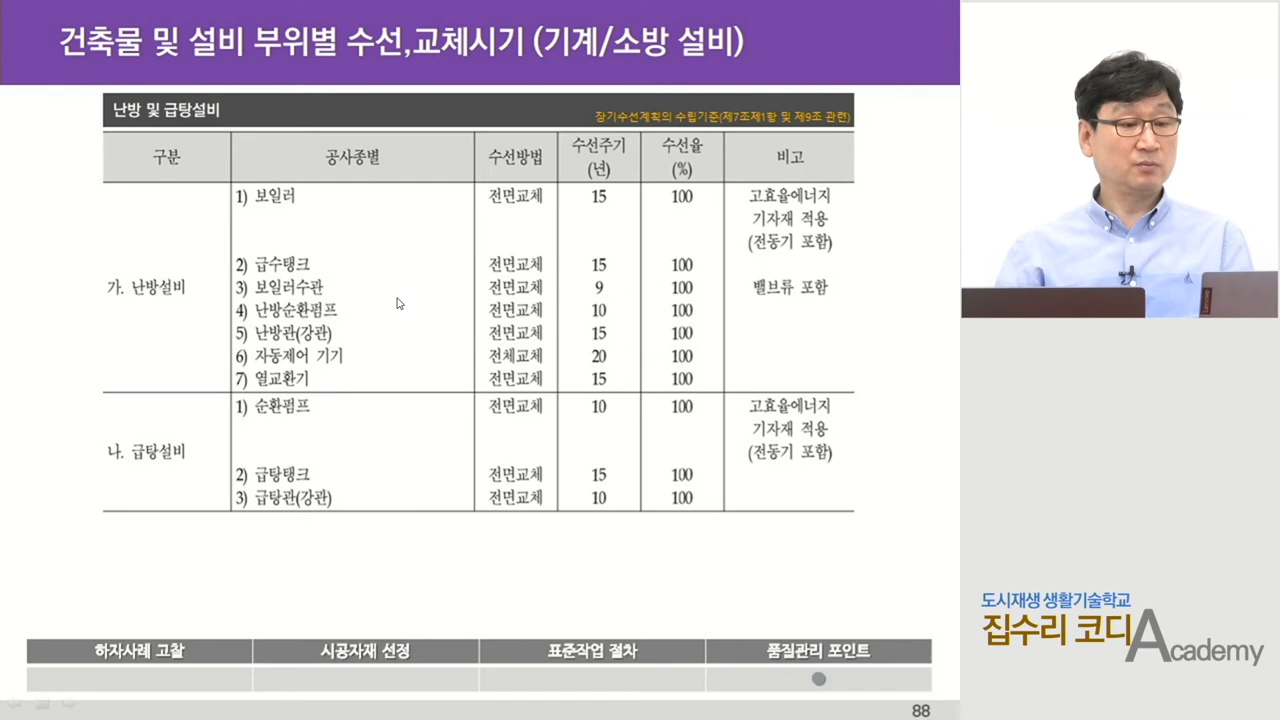 건축물 및 설비 부위별 수선,교체시기 (기계/소방 설비)
난방 및 급탕설비
장기수선계획의 수립기준(제7조제1항 및 제9조 관련)
구분 공사종별 수선방법 수선주기 (년) 수선율 (%) 비고
가. 난방설비
1) 보일러 전면교체 15 100 고효율에너지
기자재 적용
(전동기 포함)
2) 급수탱크 전면교체 15 100
3) 보일러수관 전면교체 9 100 밸브류 포함
4) 난방순환펌프 전면교체 10 100
5) 난방관(강관) 전면교체 15 100
6) 자동제어 기기 전체교체 20 100
7) 열교환기 전면교체 15 100
나. 급탕설비
1) 순환펌프 전면교체 10 100 고효율에너지
기자재 적용
(전동기 포함)
2) 급탕탱크 전면교체 15 100
3) 급탕관(강관) 전면교체 10 100
하자사례 고찰 시공자재 선정 표준작업 절차 품질관리 포인트
88
Lenovo
도시재생 생활기술학교
집수리 코디 Academy